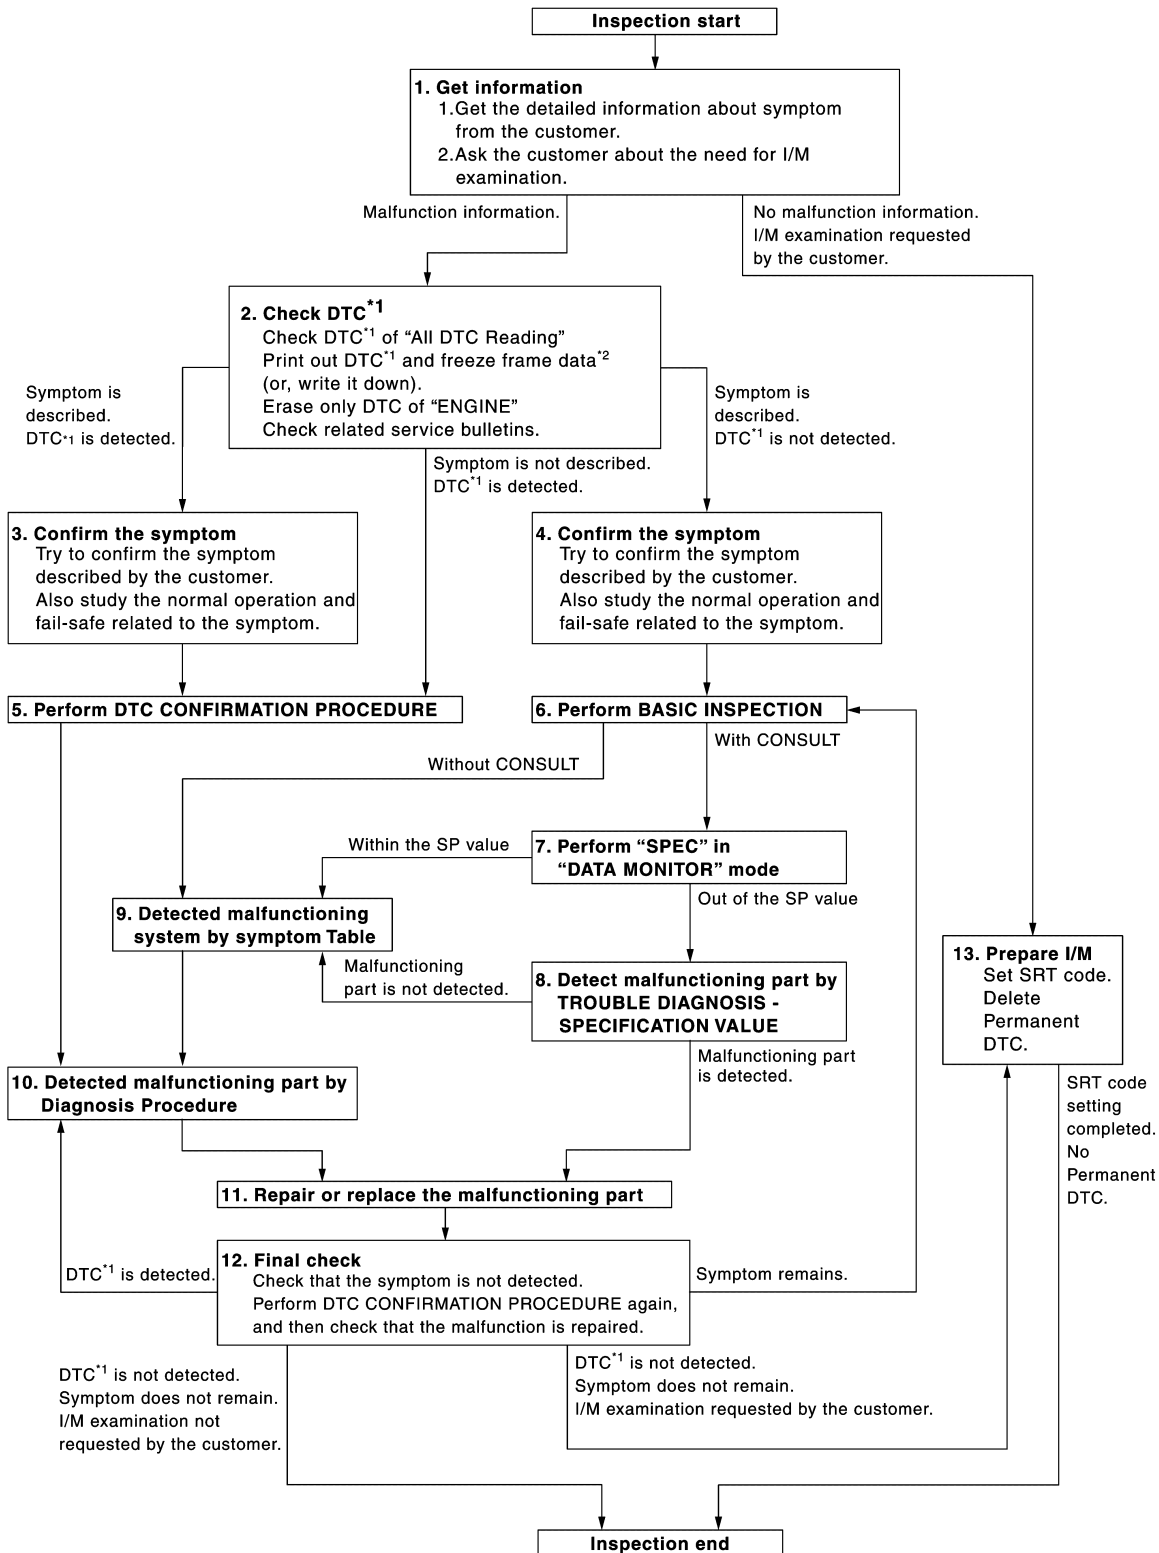 Inspection start
1. Get information
1.Get the detailed information about symptom
from the customer.
2.Ask the customer about the need for I/M
examination.
Malfunction information.
No malfunction information.
I/M examination requested
by the customer.
2. Check DTC*1
Check DTC*1 of “All DTC Reading”
Print out DTC*1 and freeze frame data*2
(or, write it down).
Erase only DTC of “ENGINE”
Check related service bulletins.
Symptom is
described.
DTC*1 is detected.
Symptom is not described.
DTC*1 is detected.
Symptom is
described.
DTC*1 is not detected.
3. Confirm the symptom
Try to confirm the symptom
described by the customer.
Also study the normal operation and
fail-safe related to the symptom.
4. Confirm the symptom
Try to confirm the symptom
described by the customer.
Also study the normal operation and
fail-safe related to the symptom.
5. Perform DTC CONFIRMATION PROCEDURE
6. Perform BASIC INSPECTION
Without CONSULT
With CONSULT
Within the SP value
7. Perform “SPEC” in
“DATA MONITOR” mode
Out of the SP value
9. Detected malfunctioning
system by symptom Table
Malfunctioning
part is not detected.
8. Detect malfunctioning part by
TROUBLE DIAGNOSIS -
SPECIFICATION VALUE
13. Prepare I/M
Set SRT code.
Delete
Permanent
DTC.
Malfunctioning part
is detected.
10. Detected malfunctioning part by
Diagnosis Procedure
SRT code
setting
completed.
No
Permanent
DTC.
11. Repair or replace the malfunctioning part
12. Final check
Check that the symptom is not detected.
Perform DTC CONFIRMATION PROCEDURE again,
and then check that the malfunction is repaired.
DTC*1 is detected.
Symptom remains.
DTC*1 is not detected.
Symptom does not remain.
I/M examination not
requested by the customer.
DTC*1 is not detected.
Symptom does not remain.
I/M examination requested by the customer.
Inspection end